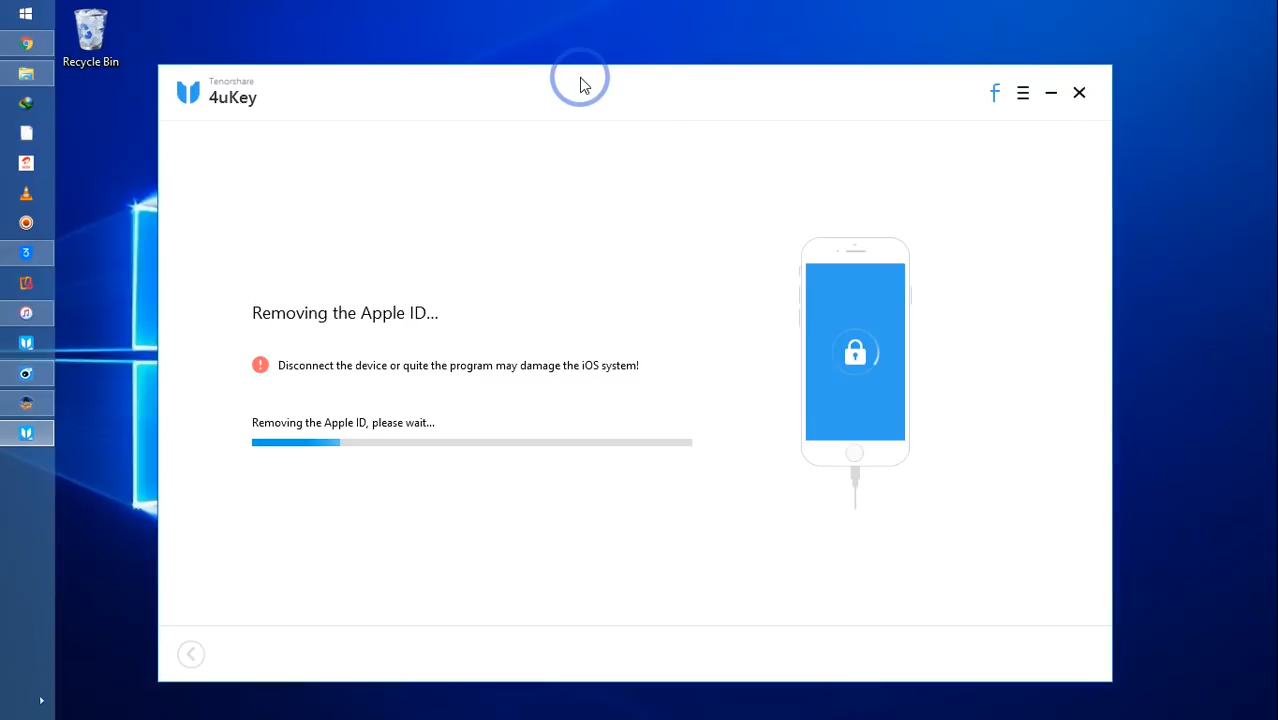 Recycle Bin
Tenorshare
4uKey
Removing the Apple ID...
Disconnect the device or quite the program may damage the iOS system!
Removing the Apple ID, please wait...